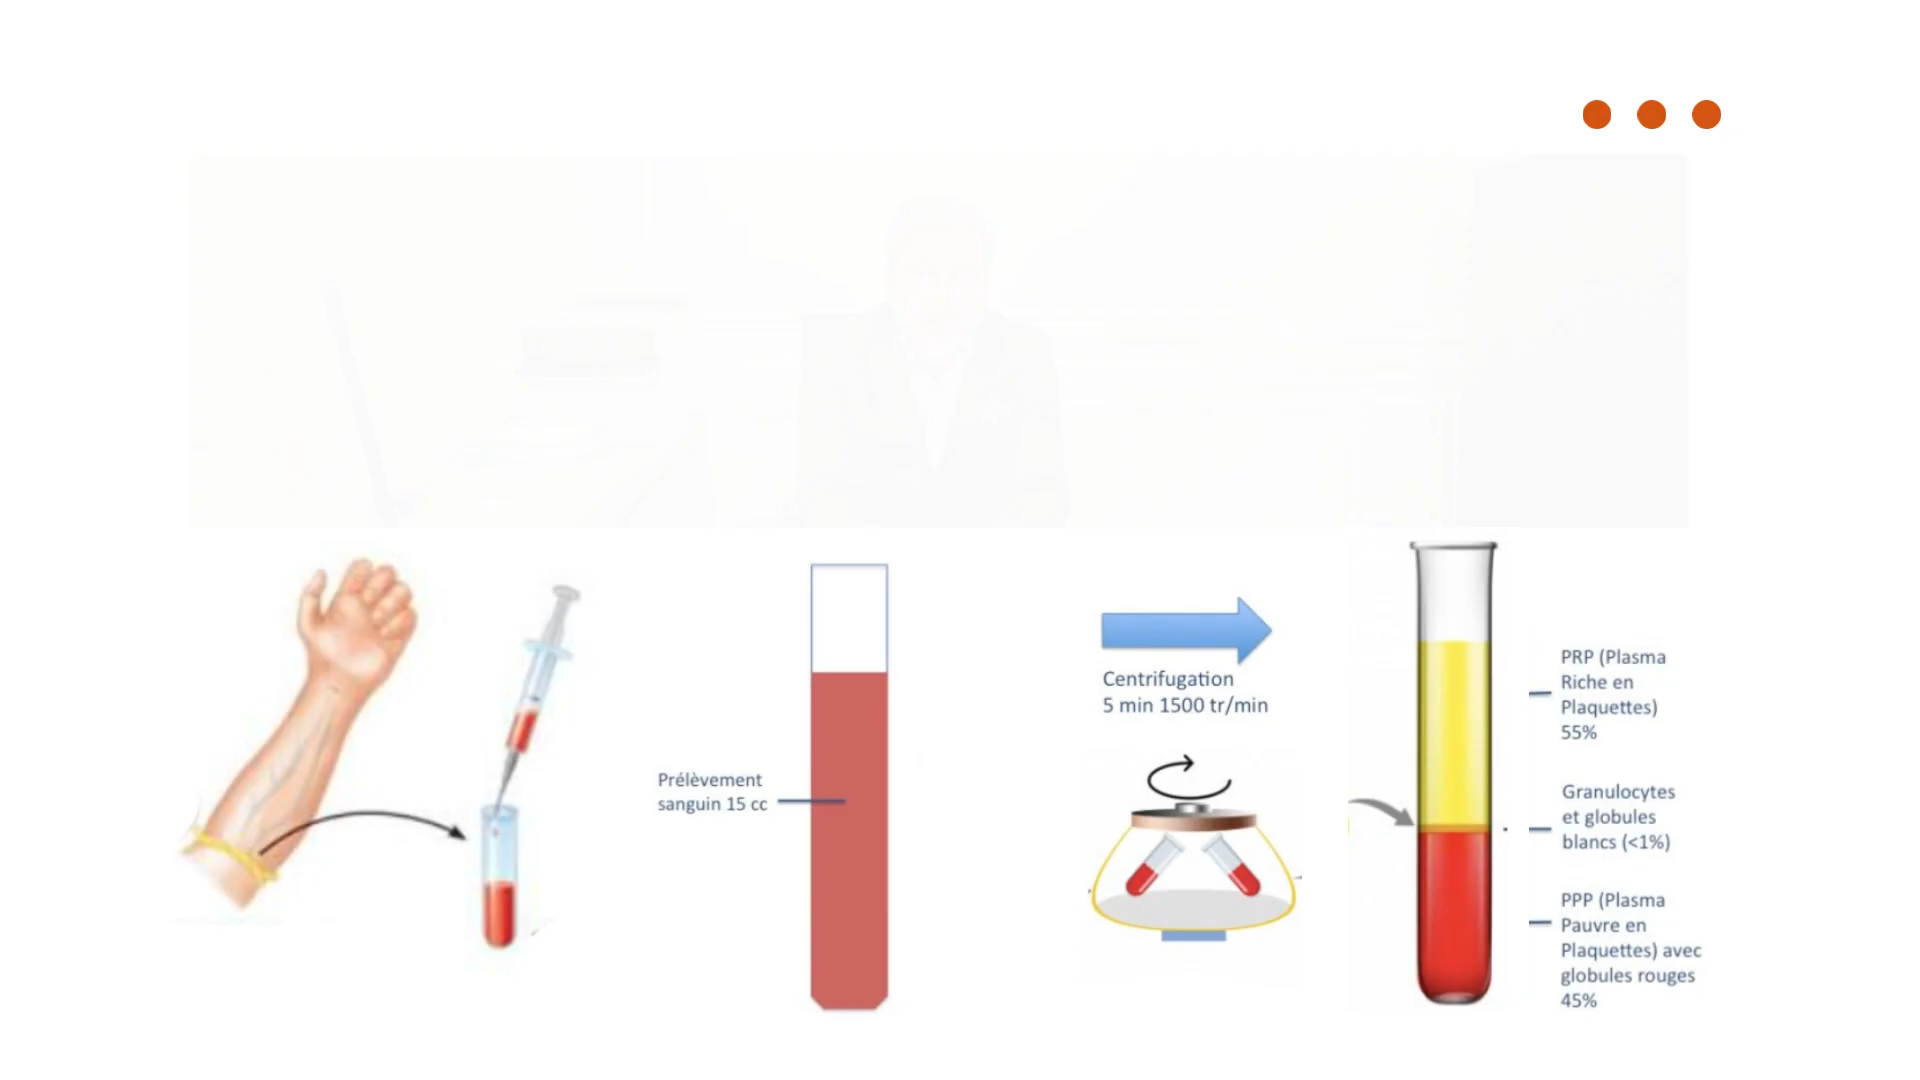 Prélèvement
sanguin 15 cc
Centrifugation
5 min 1500 tr/min
PRP (Plasma
Riche en
Plaquettes)
55%
Granulocytes
et globules
blancs (<1%)
PPP (Plasma
Pauvre en
Plaquettes) avec
globules rouges
45%